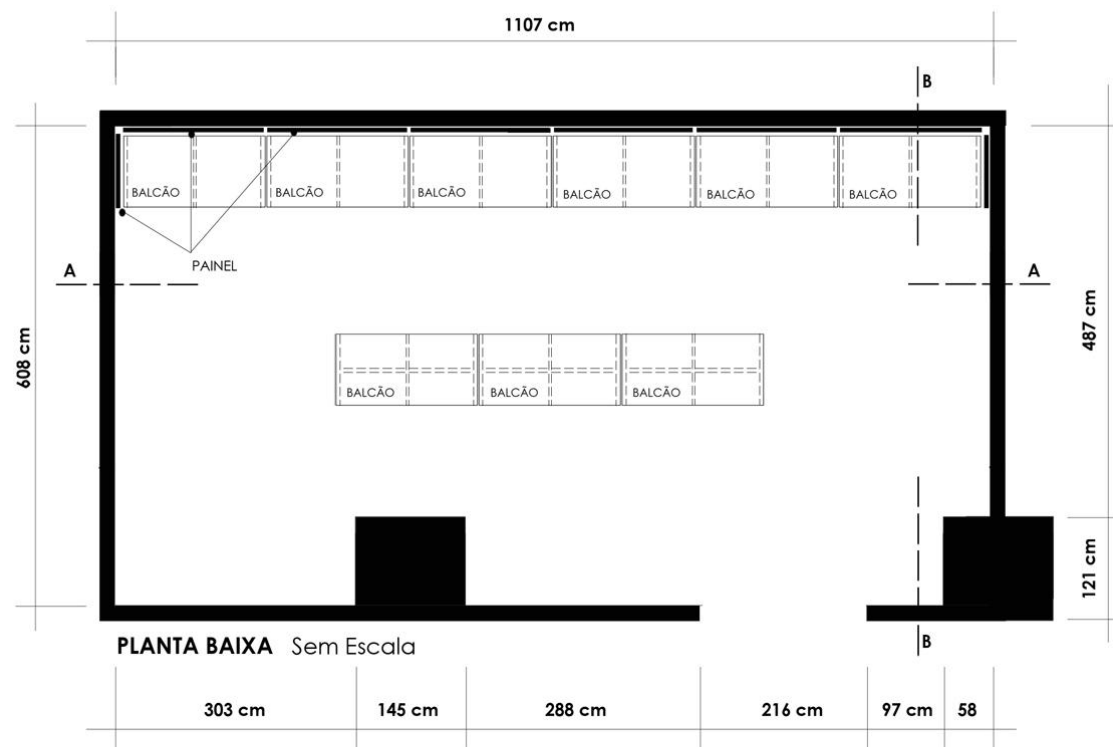 1107 cm
B
BALCÃO BALCÃO BALCÃO BALCÃO BALCÃO BALCÃO
PAINEL
A A
608 cm
487 cm
BALCÃO BALCÃO BALCÃO
121 cm
B
PLANTA BAIXA Sem Escala
303 cm 145 cm 288 cm 216 cm 97 cm 58